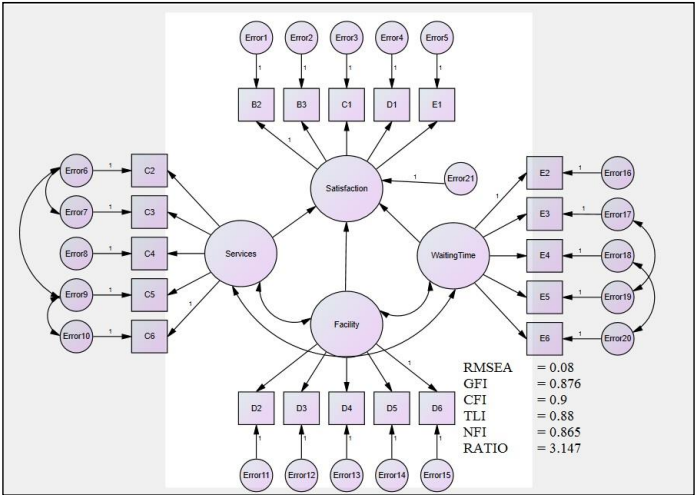 Error1 Error2 Error3 Error4 Error5
1 1 1 1 1
B2 B3 C1 D1 E1
1
Satisfaction
1
Error21
Error6 1 C2
Error7 1 C3
Error8 1 C4
Error9 1 C5
Error10 1 C6
1
Services
WaitingTime
Facility
1
E2 1 Error16
E3 1 Error17
E4 1 Error18
E5 1 Error19
E6 1 Error20
1
D2 D3 D4 D5 D6
1 1 1 1 1
Error11 Error12 Error13 Error14 Error15
RMSEA = 0.08
GFI = 0.876
CFI = 0.9
TLI = 0.88
NFI = 0.865
RATIO = 3.147